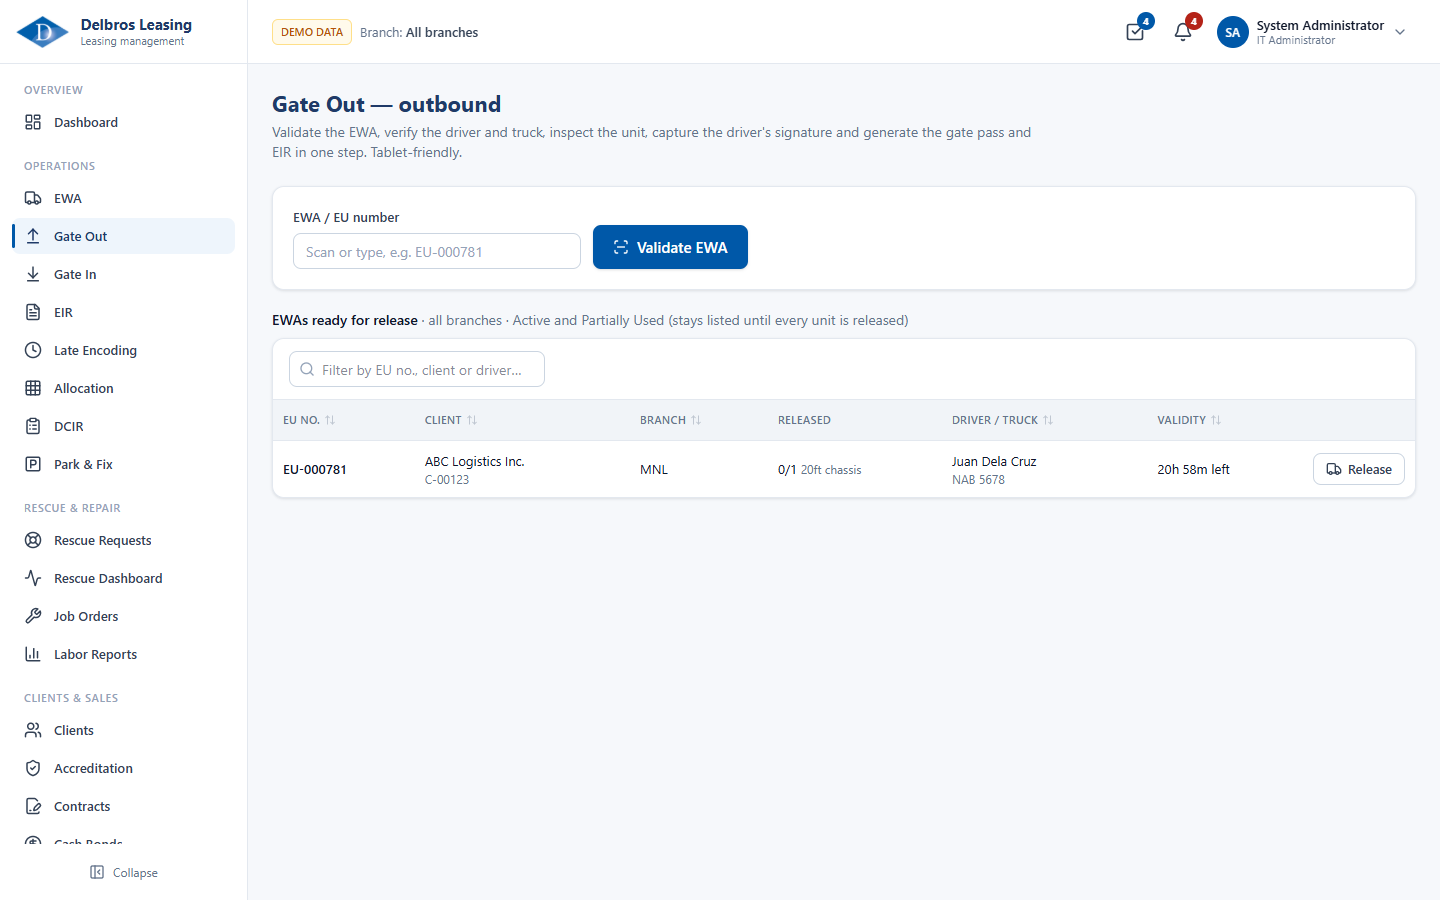 Delbros Leasing
Leasing management
DEMO DATA
Branch: All branches
4
4
SA
System Administrator
IT Administrator
OVERVIEW
Dashboard
OPERATIONS
EWA
Gate Out
Gate In
EIR
Late Encoding
Allocation
DCIR
Park & Fix
RESCUE & REPAIR
Rescue Requests
Rescue Dashboard
Job Orders
Labor Reports
CLIENTS & SALES
Clients
Accreditation
Contracts
Cash Bonds
Collapse
Gate Out — outbound
Validate the EWA, verify the driver and truck, inspect the unit, capture the driver's signature and generate the gate pass and
EIR in one step. Tablet-friendly.
EWA / EU number
Scan or type, e.g. EU-000781
Validate EWA
EWAs ready for release · all branches · Active and Partially Used (stays listed until every unit is released)
Filter by EU no., client or driver...
EU NO. CLIENT BRANCH RELEASED DRIVER / TRUCK VALIDITY
EU-000781 ABC Logistics Inc. MNL 0/1 20ft chassis Juan Dela Cruz 20h 58m left Release
C-00123 NAB 5678